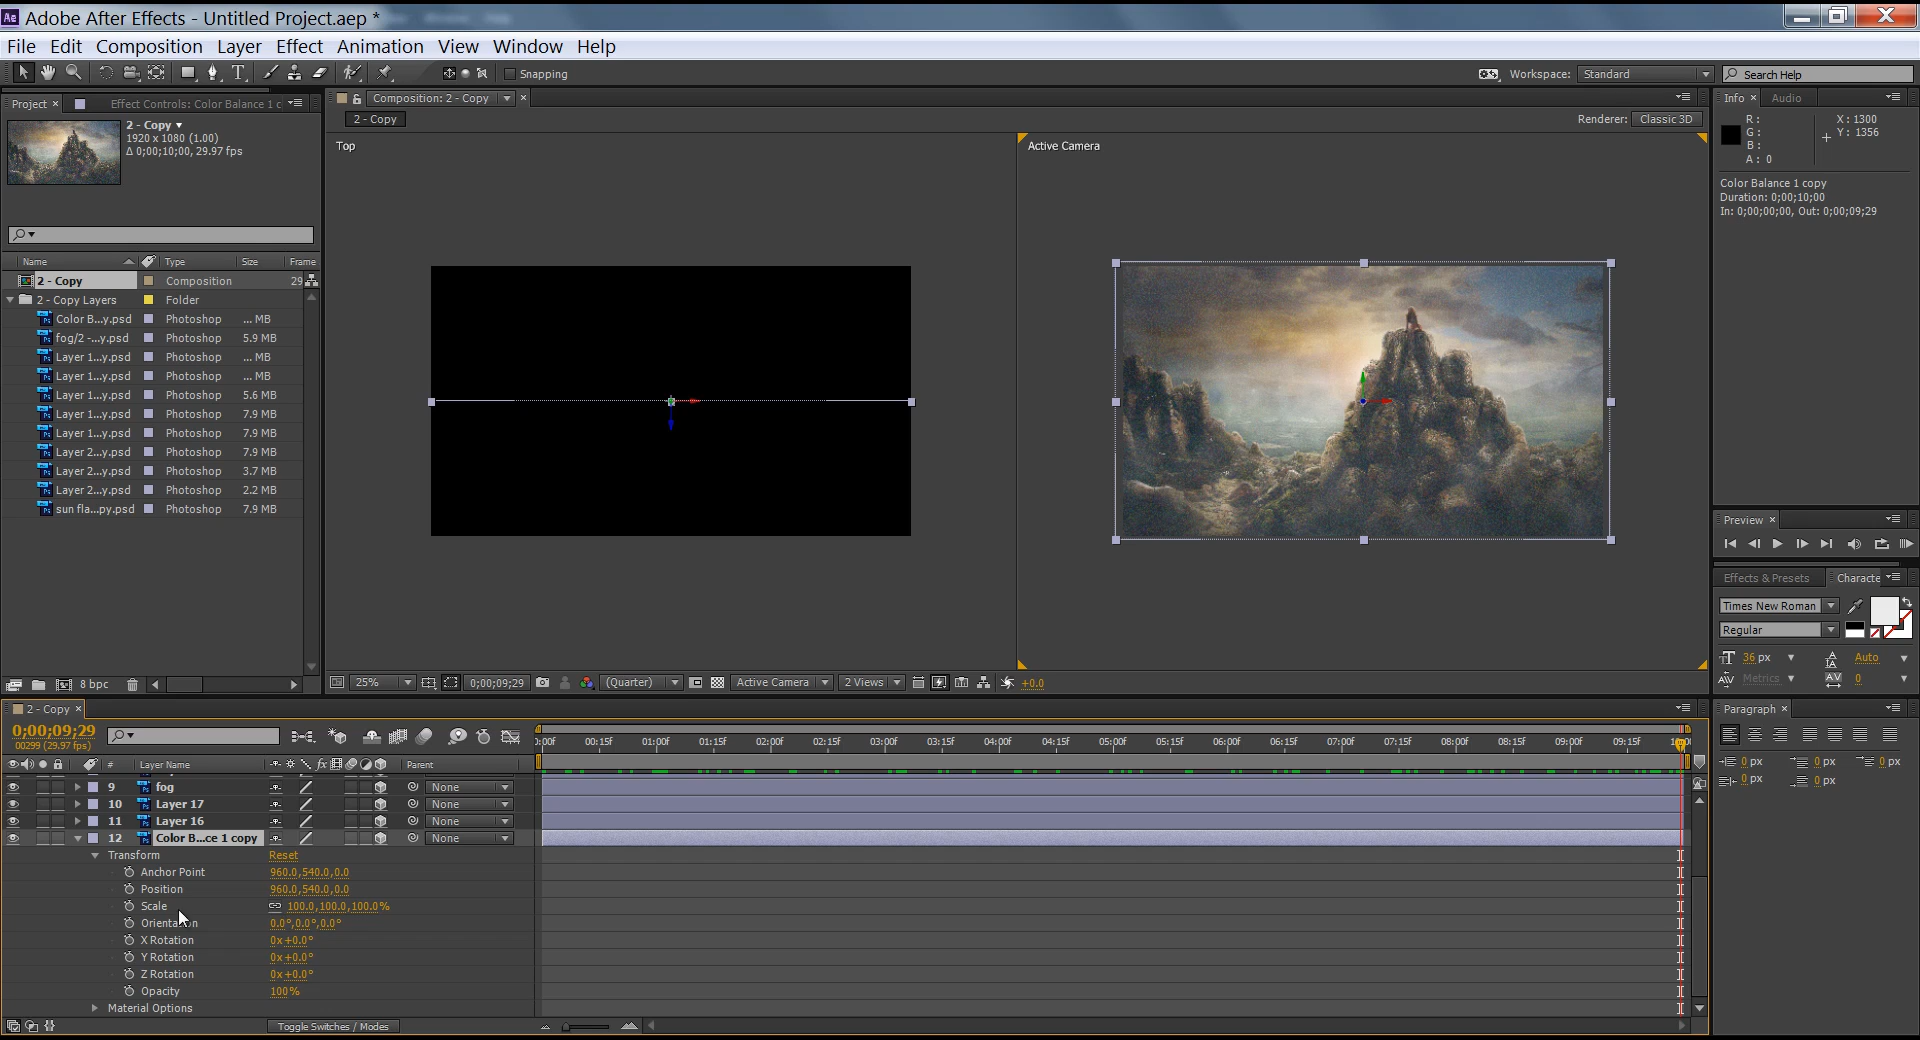 Ae Adobe After Effects - Untitled Project.aep *
File Edit Composition Layer Effect Animation View Window Help
Snapping
Workspace: Standard
Search Help
Project × Effect Controls: Color Balance 1 c
2 - Copy ▼
1920 x 1080 (1.00)
Δ 0;00;10;00, 29.97 fps
Name Type Size Frame
2 - Copy Composition 29
2 - Copy Layers Folder
Color B...y.psd Photoshop ... MB
fog/2 -...y.psd Photoshop 5.9 MB
Layer 1...y.psd Photoshop ... MB
Layer 1...y.psd Photoshop ... MB
Layer 1...y.psd Photoshop 5.6 MB
Layer 1...y.psd Photoshop 7.9 MB
Layer 1...y.psd Photoshop 7.9 MB
Layer 2...y.psd Photoshop 7.9 MB
Layer 2...y.psd Photoshop 3.7 MB
Layer 2...y.psd Photoshop 2.2 MB
sun fla...py.psd Photoshop 7.9 MB
8 bpc
Composition: 2 - Copy ×
2 - Copy
Renderer: Classic 3D
Top
Active Camera
25% 0;00;09;29 (Quarter) Active Camera 2 Views +0.0
Info × Audio
R: X: 1300
G: Y: 1356
B:
A: 0
Color Balance 1 copy
Duration: 0;00;10;00
In: 0;00;00;00, Out: 0;00;09;29
Preview ×
Effects & Presets Characte
Times New Roman
Regular
36 px Auto
Metrics 0
Paragraph ×
0 px 0 px 0 px
0 px 0 px
2 - Copy ×
0;00;09;29
00299 (29.97 fps)
):00f 00:15f 01:00f 01:15f 02:00f 02:15f 03:00f 03:15f 04:00f 04:15f 05:00f 05:15f 06:00f 06:15f 07:00f 07:15f 08:00f 08:15f 09:00f 09:15f
# Layer Name fx Parent
9 fog None
10 Layer 17 None
11 Layer 16 None
12 Color B...ce 1 copy None
Transform Reset
Anchor Point 960.0,540.0,0.0
Position 960.0,540.0,0.0
Scale 100.0,100.0,100.0%
Orientation 0.0°,0.0°,0.0°
X Rotation 0x+0.0°
Y Rotation 0x+0.0°
Z Rotation 0x+0.0°
Opacity 100%
Material Options
Toggle Switches / Modes